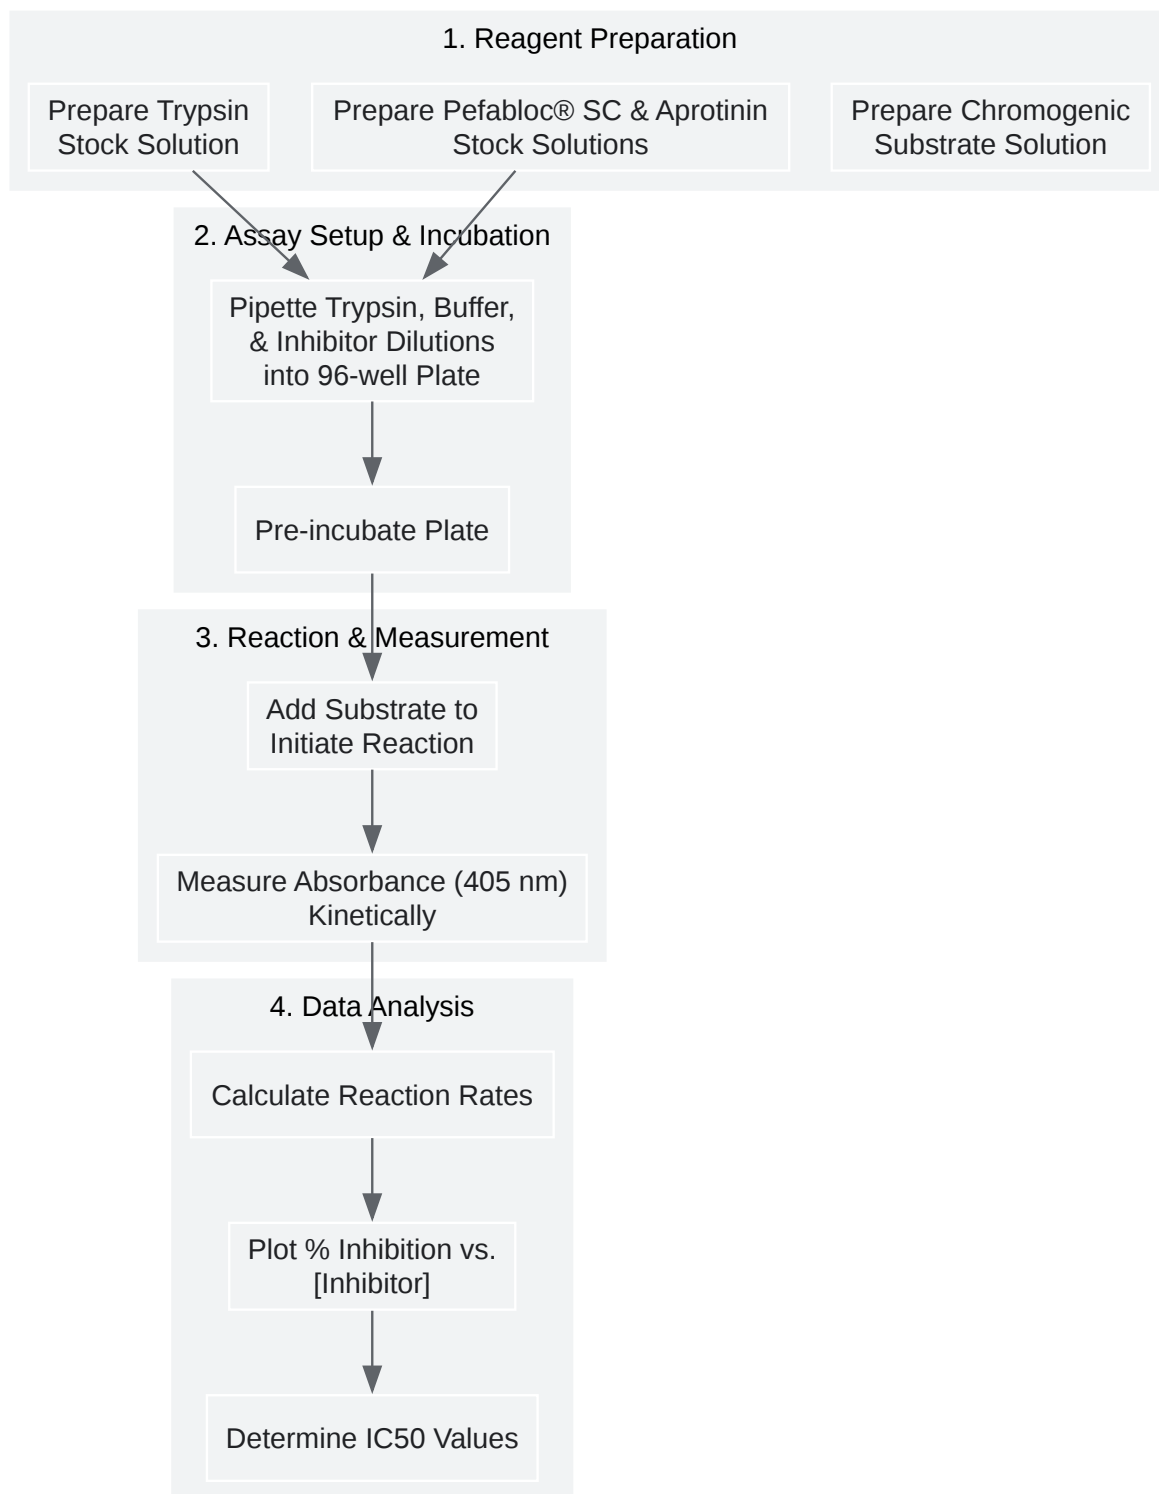 1. Reagent Preparation
Prepare Trypsin
Stock Solution
Prepare Pefabloc® SC & Aprotinin
Stock Solutions
Prepare Chromogenic
Substrate Solution
2. Assay Setup & Incubation
Pipette Trypsin, Buffer,
& Inhibitor Dilutions
into 96-well Plate
Pre-incubate Plate
3. Reaction & Measurement
Add Substrate to
Initiate Reaction
Measure Absorbance (405 nm)
Kinetically
4. Data Analysis
Calculate Reaction Rates
Plot % Inhibition vs.
[Inhibitor]
Determine IC50 Values